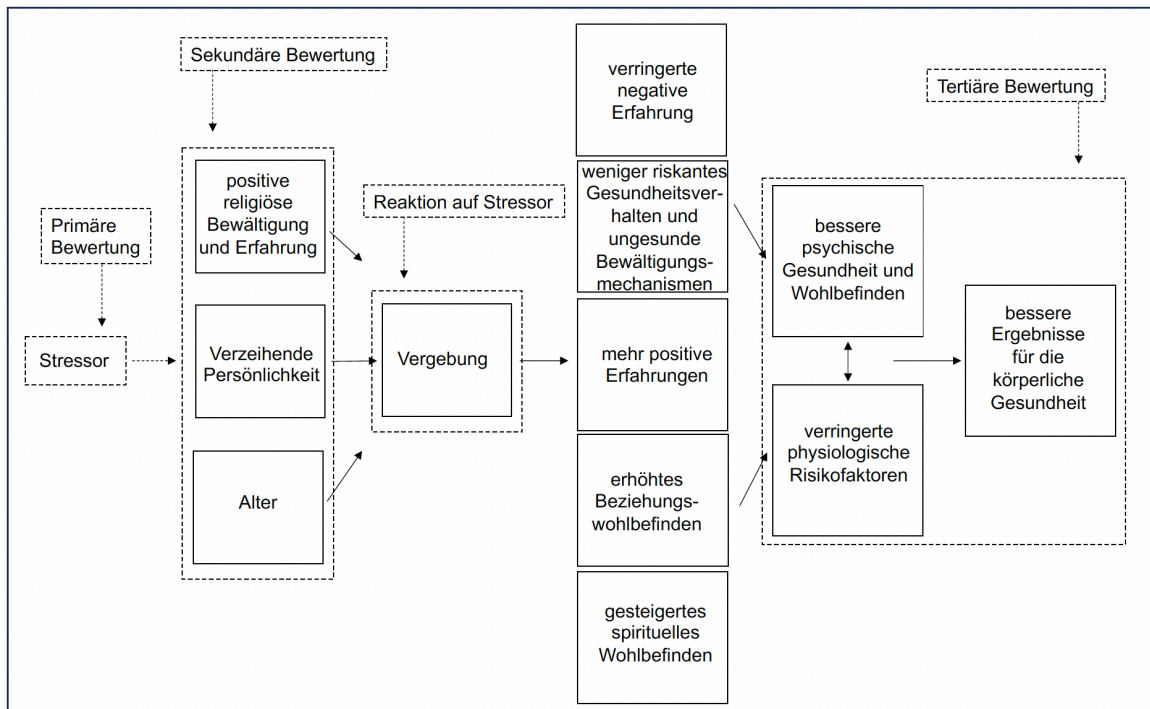 Sekundäre Bewertung
Primäre
Bewertung
Stressor
positive
religiöse
Bewältigung
und Erfahrung
Verzeihende
Persönlichkeit
Alter
Reaktion auf Stressor
Vergebung
verringerte
negative
Erfahrung
weniger riskantes
Gesundheitsver-
halten und
ungesunde
Bewältigungs-
mechanismen
mehr positive
Erfahrungen
erhöhtes
Beziehungs-
wohlbefinden
gesteigertes
spirituelles
Wohlbefinden
Tertiäre Bewertung
bessere
psychische
Gesundheit und
Wohlbefinden
verringerte
physiologische
Risikofaktoren
bessere
Ergebnisse
für die
körperliche
Gesundheit